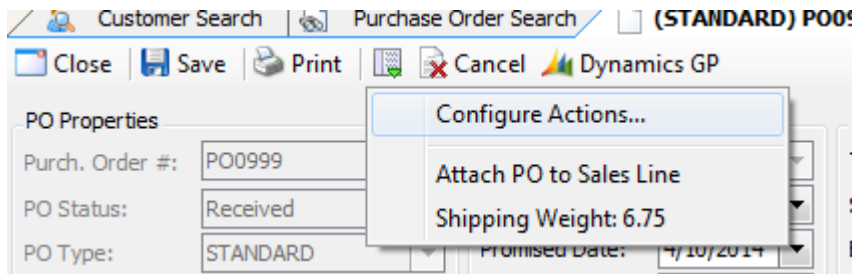 Customer Search Purchase Order Search (STANDARD) PO09
Close Save Print Cancel Dynamics GP
Configure Actions...
PO Properties
Purch. Order #: PO0999
Attach PO to Sales Line
PO Status: Received
Shipping Weight: 6.75
PO Type: STANDARD Promised Date: 4/10/2014